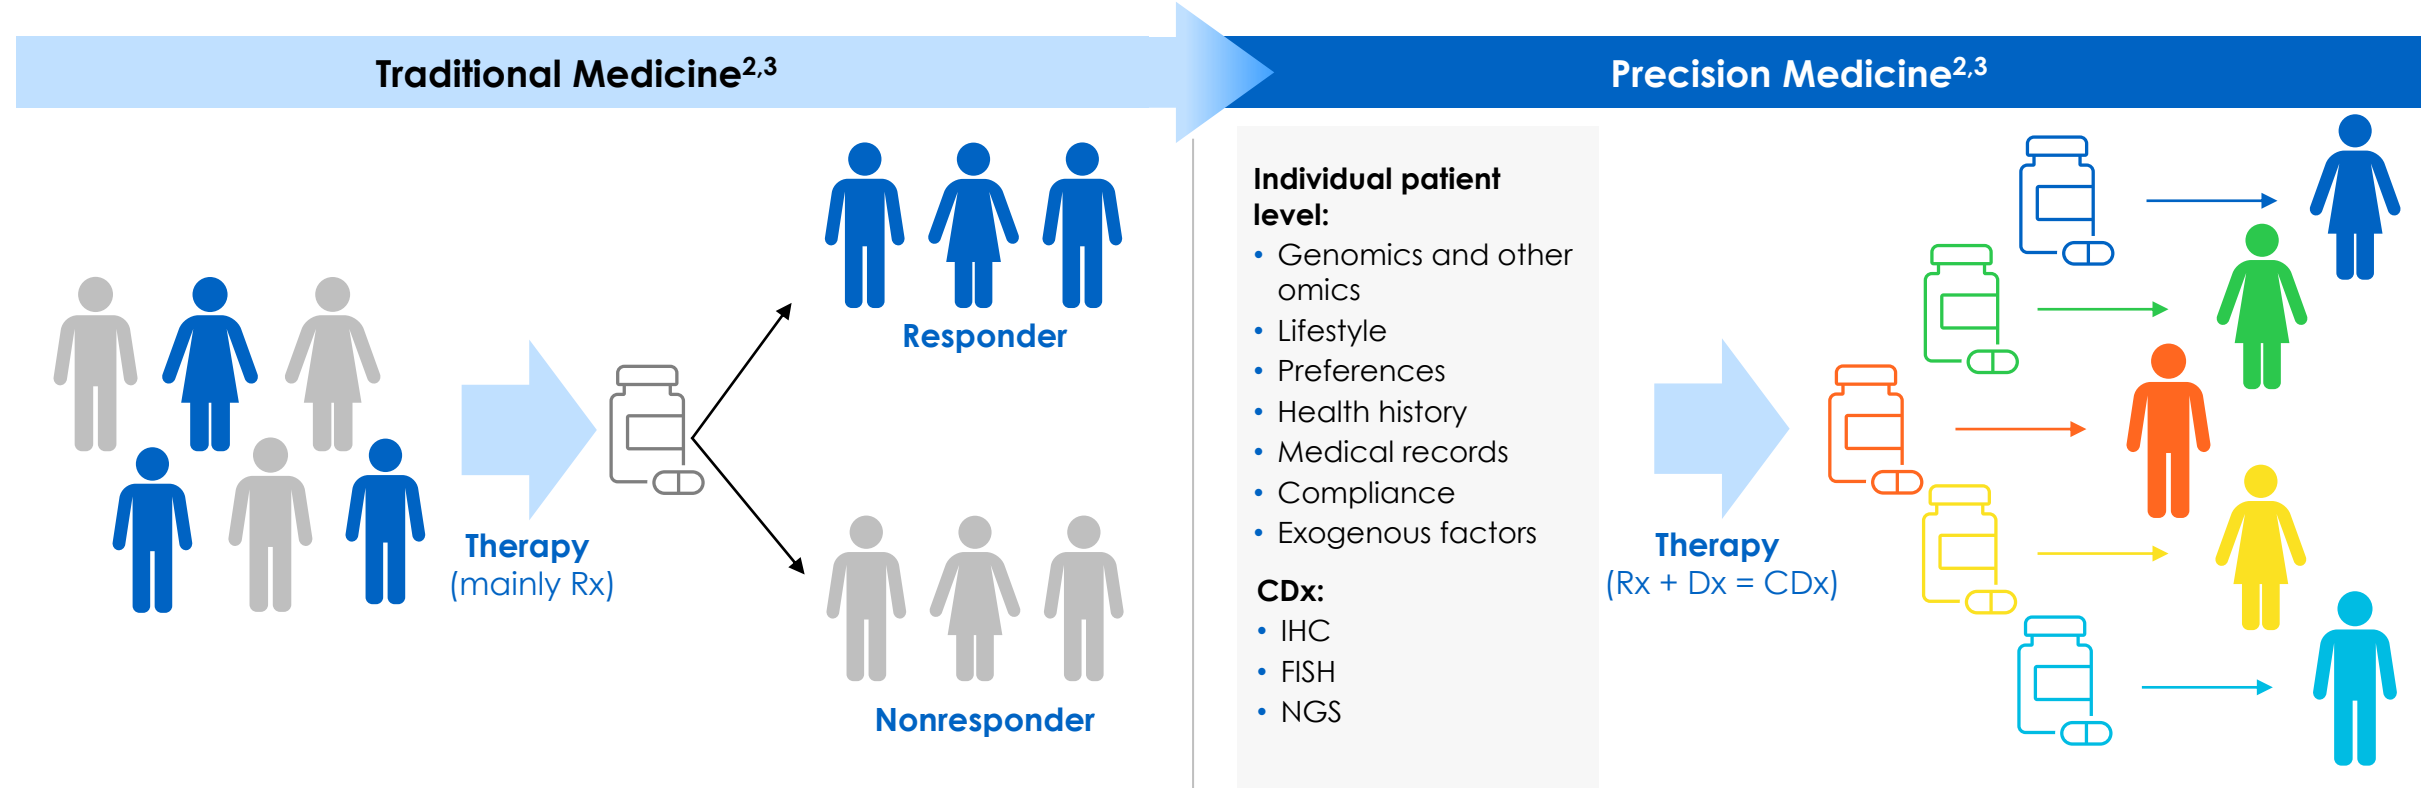 Traditional Medicine2,3
Precision Medicine2,3
Responder
Therapy
(mainly Rx)
Nonresponder
Individual patient
level:
• Genomics and other
omics
• Lifestyle
• Preferences
• Health history
• Medical records
• Compliance
• Exogenous factors
CDx:
• IHC
• FISH
• NGS
Therapy
(Rx + Dx = CDx)